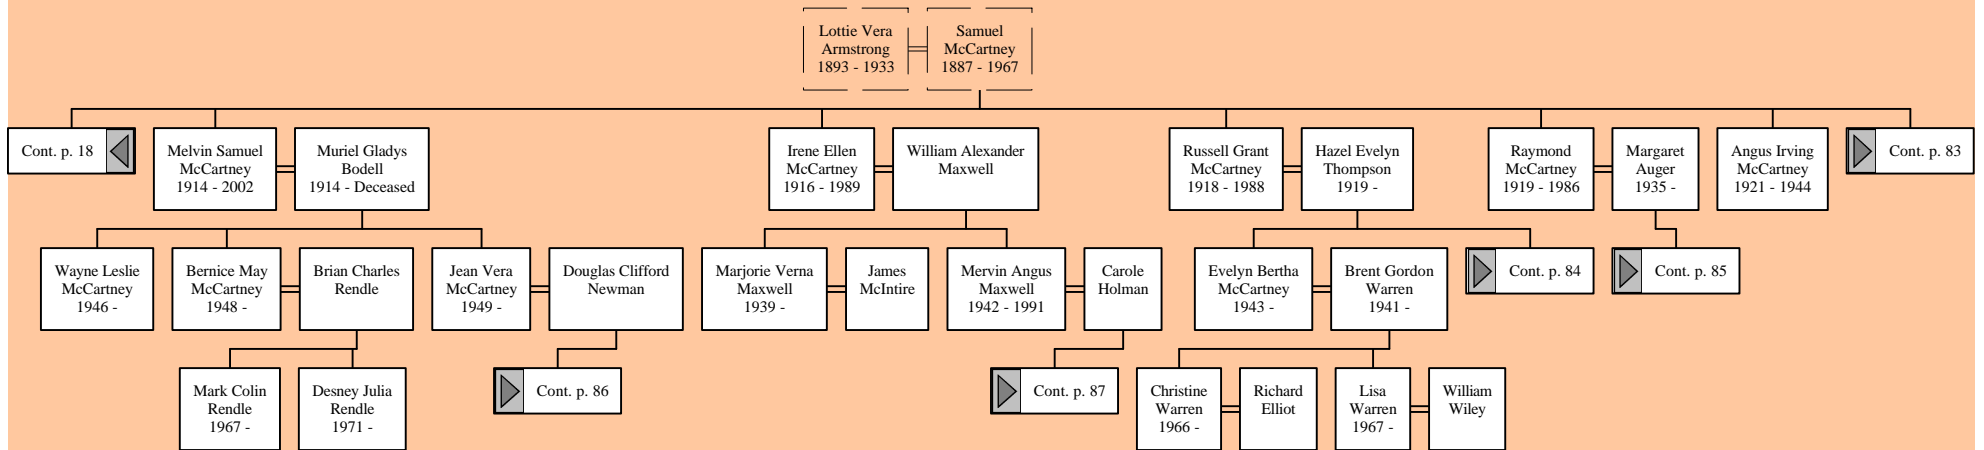 Lottie Vera
Armstrong
1893 - 1933
Samuel
McCartney
1887 - 1967
Cont. p. 18
Melvin Samuel
McCartney
1914 - 2002
Muriel Gladys
Bodell
1914 - Deceased
Irene Ellen
McCartney
1916 - 1989
William Alexander
Maxwell
Russell Grant
McCartney
1918 - 1988
Hazel Evelyn
Thompson
1919 -
Raymond
McCartney
1919 - 1986
Margaret
Auger
1935 -
Angus Irving
McCartney
1921 - 1944
Cont. p. 83
Wayne Leslie
McCartney
1946 -
Bernice May
McCartney
1948 -
Brian Charles
Rendle
Jean Vera
McCartney
1949 -
Douglas Clifford
Newman
Marjorie Verna
Maxwell
1939 -
James
McIntire
Mervin Angus
Maxwell
1942 - 1991
Carole
Holman
Evelyn Bertha
McCartney
1943 -
Brent Gordon
Warren
1941 -
Cont. p. 84
Cont. p. 85
Mark Colin
Rendle
1967 -
Desney Julia
Rendle
1971 -
Cont. p. 86
Cont. p. 87
Christine
Warren
1966 -
Richard
Elliot
Lisa
Warren
1967 -
William
Wiley